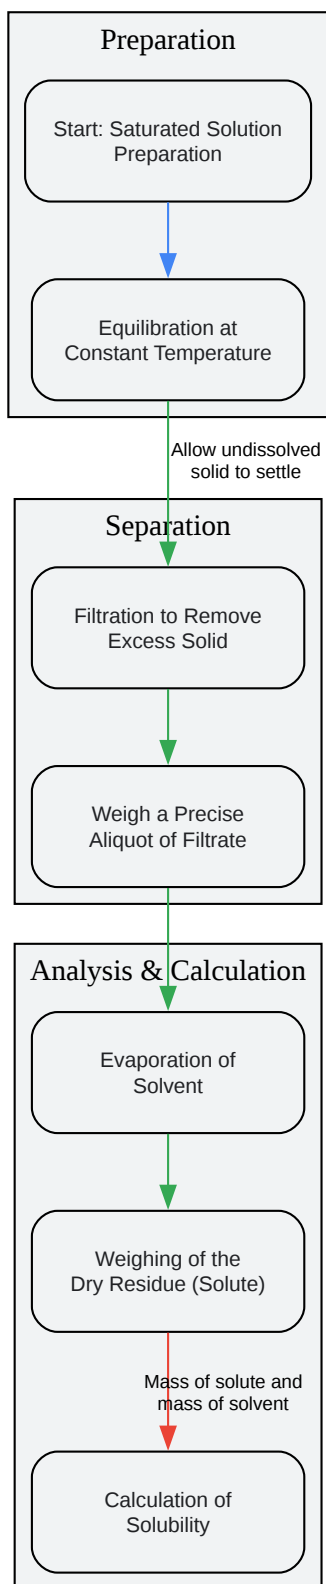 Preparation
Start: Saturated Solution
Preparation
Equilibration at
Constant Temperature
Allow undissolved
solid to settle
Separation
Filtration to Remove
Excess Solid
Weigh a Precise
Aliquot of Filtrate
Analysis & Calculation
Evaporation of
Solvent
Weighing of the
Dry Residue (Solute)
Mass of solute and
mass of solvent
Calculation of
Solubility